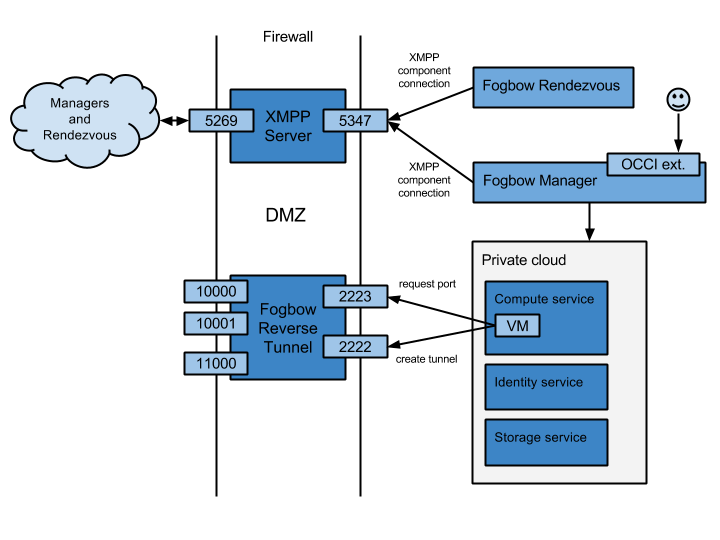 Firewall
XMPP
component
connection
Fogbow Rendezvous
Managers
and
Rendezvous
5269
XMPP
Server
5347
OCCI ext.
XMPP
component
connection
Fogbow Manager
DMZ
Private cloud
10000
10001
11000
Fogbow
Reverse
Tunnel
2223
2222
request port
create tunnel
Compute service
VM
Identity service
Storage service